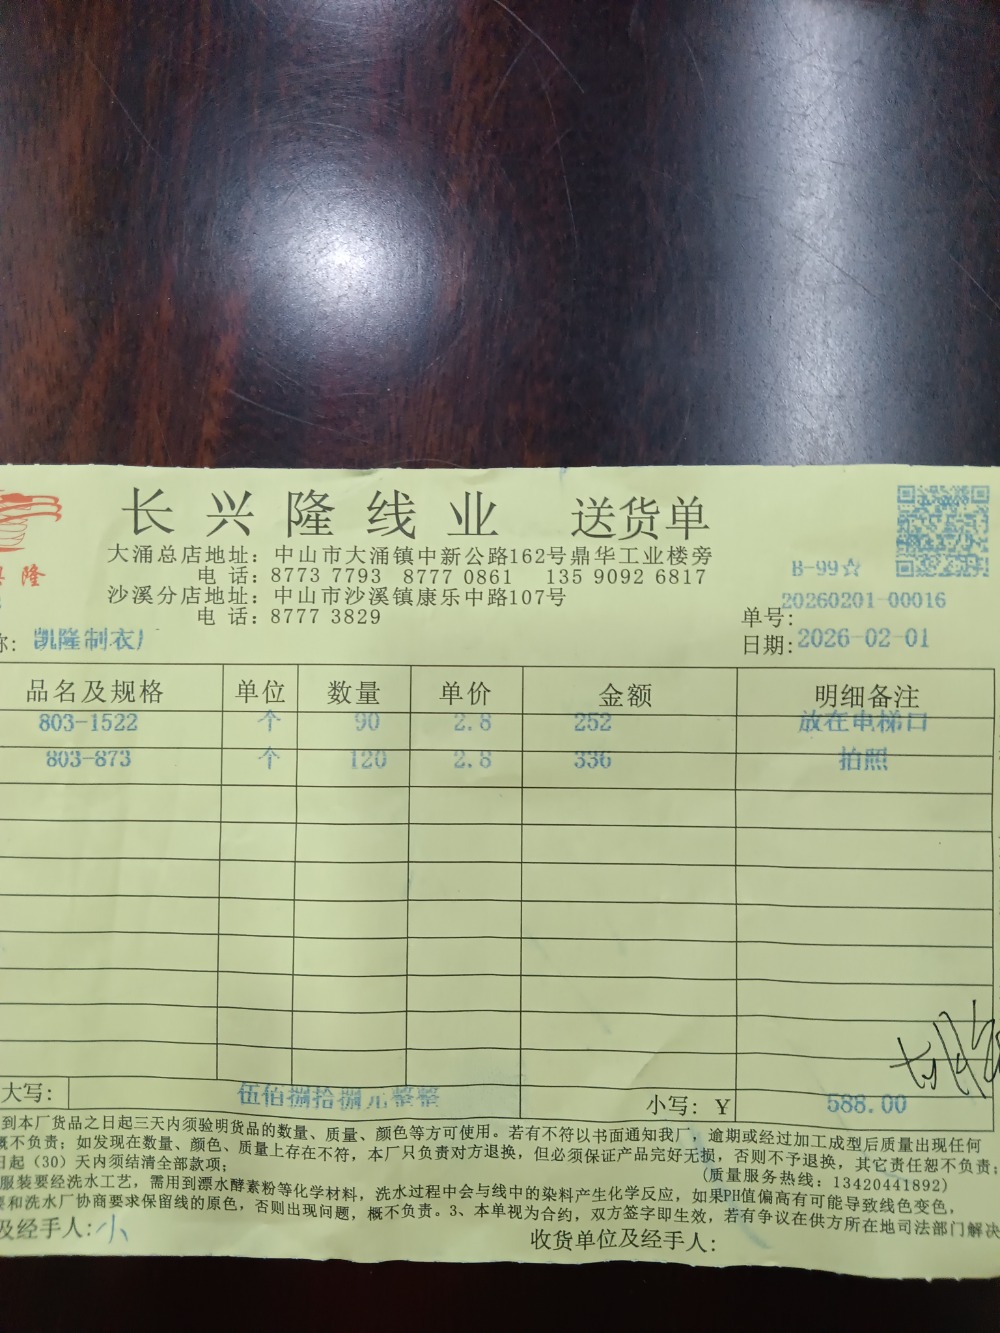 长兴隆线业 送货单
大涌总店地址：中山市大涌镇中新公路162号鼎华工业楼旁
电 话：8773 7793 8777 0861 135 9092 6817
沙溪分店地址：中山市沙溪镇康乐中路107号
电 话：8777 3829
隆
B-99☆
单号：20260201-00016
日期：2026-02-01
称：凯隆制衣厂
品名及规格 单位 数量 单价 金额 明细备注
803-1522 个 90 2.8 252 放在电梯口
803-873 个 120 2.8 336 拍照
大写： 伍佰捌拾捌元整整 小写：Y 588.00
到本厂货品之日起三天内须验明货品的数量、质量、颜色等方可使用。若有不符以书面通知我厂，逾期或经过加工成型后质量出现任何
概不负责；如发现在数量、颜色、质量上存在不符，本厂只负责对方退换，但必须保证产品完好无损，否则不予退换，其它责任恕不负责；
日起（30）天内须结清全部款项； （质量服务热线：13420441892）
服装要经洗水工艺，需用到漂水酵素粉等化学材料，洗水过程中会与线中的染料产生化学反应，如果PH值偏高有可能导致线色变色，
和洗水厂协商要求保留线的原色，否则出现问题，概不负责。3、本单视为合约，双方签字即生效，若有争议在供方所在地司法部门解决
及经手人：小 收货单位及经手人：